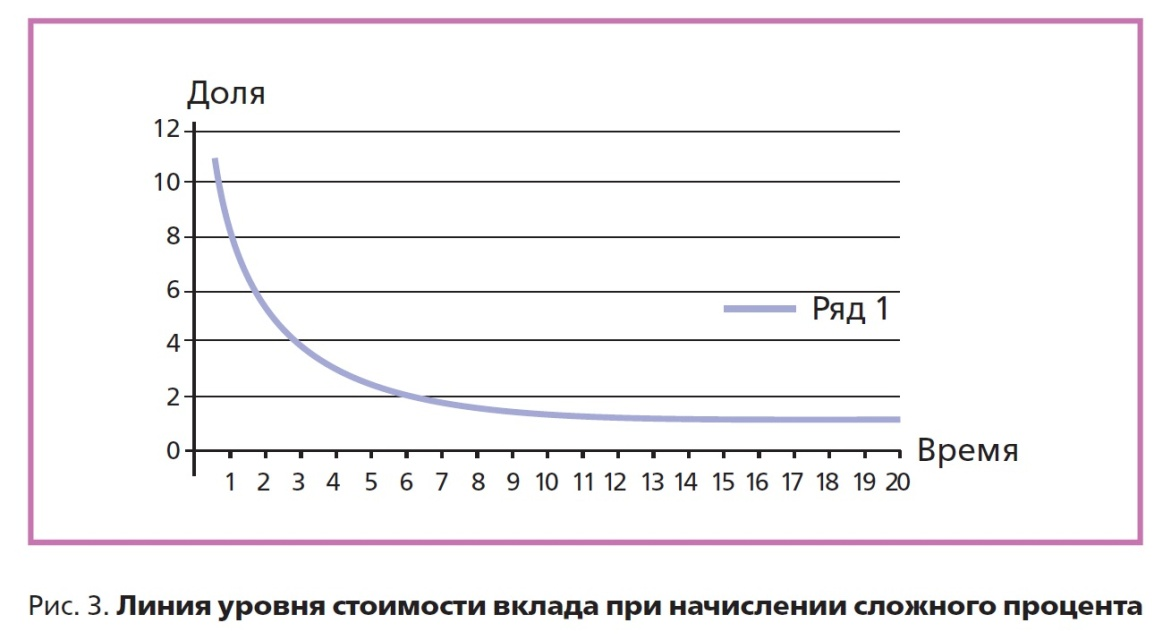 Доля
12
10
8
6
4
2
0
Ряд 1
Время
1 2 3 4 5 6 7 8 9 10 11 12 13 14 15 16 17 18 19 20
Рис. 3. Линия уровня стоимости вклада при начислении сложного процента